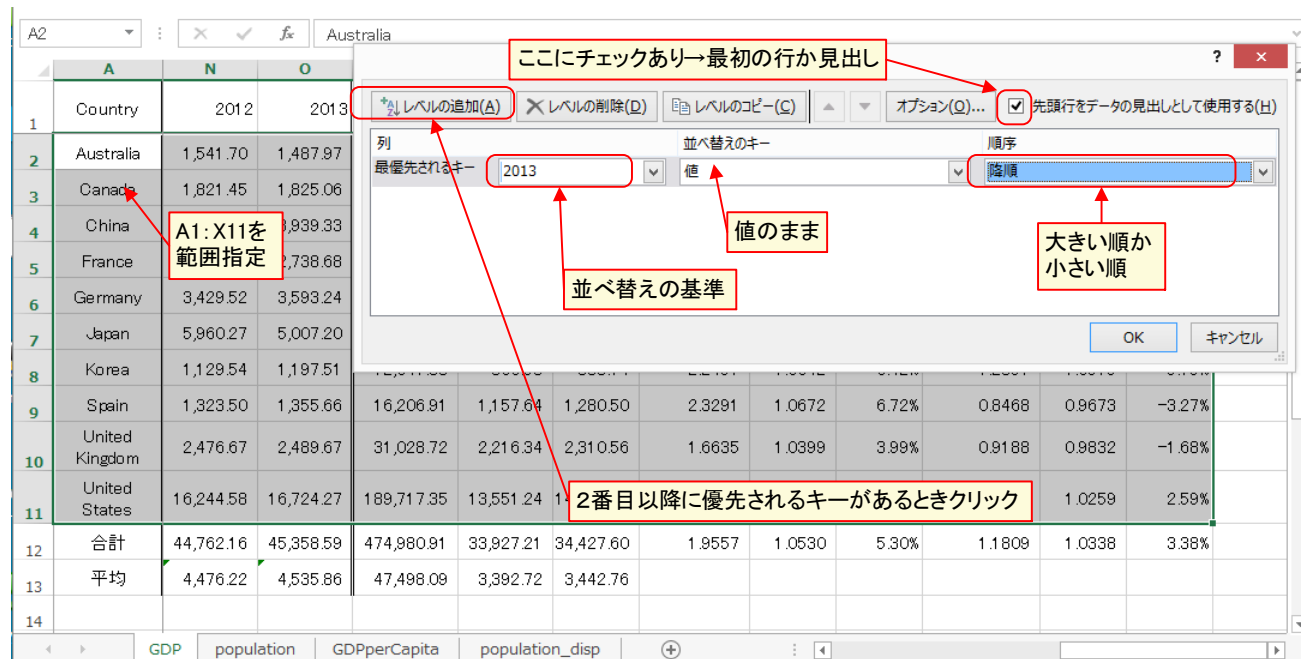 A2 fx Australia
ここにチェックあり→最初の行か見出し
? ×
A N O
レベルの追加(A) レベルの削除(D) レベルのコピー(C) オプション(O)... 先頭行をデータの見出しとして使用する(H)
1 Country 2012 2013
列 並べ替えのキー 順序
最優先されるキー 2013 値 降順
2 Australia 1,541.70 1,487.97
3 Canada 1,821.45 1,825.06
4 China ,939.33
A1:X11を
範囲指定
値のまま
大きい順か
小さい順
5 France ,738.68
並べ替えの基準
6 Germany 3,429.52 3,593.24
7 Japan 5,960.27 5,007.20
OK キャンセル
8 Korea 1,129.54 1,197.51
9 Spain 1,323.50 1,355.66 16,206.91 1,157.64 1,280.50 2.3291 1.0672 6.72% 0.8468 0.9673 -3.27%
United
10 Kingdom 2,476.67 2,489.67 31,028.72 2,216.34 2,310.56 1.6635 1.0399 3.99% 0.9188 0.9832 -1.68%
United
11 States 16,244.58 16,724.27 189,717.35 13,551.24 1.0259 2.59%
2番目以降に優先されるキーがあるときクリック
12 合計 44,762.16 45,358.59 474,980.91 33,927.21 34,427.60 1.9557 1.0530 5.30% 1.1809 1.0338 3.38%
13 平均 4,476.22 4,535.86 47,498.09 3,392.72 3,442.76
14
GDP population GDPperCapita population_disp